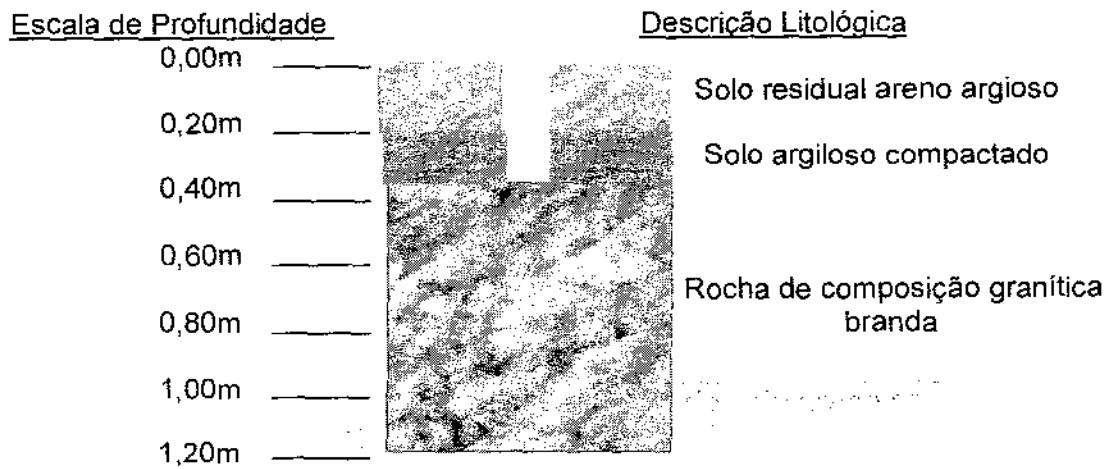 Escala de Profundidade
Descrição Litológica
0,00m
Solo residual areno argioso
0,20m
Solo argiloso compactado
0,40m
0,60m
Rocha de composição granítica
branda
0,80m
1,00m
1,20m